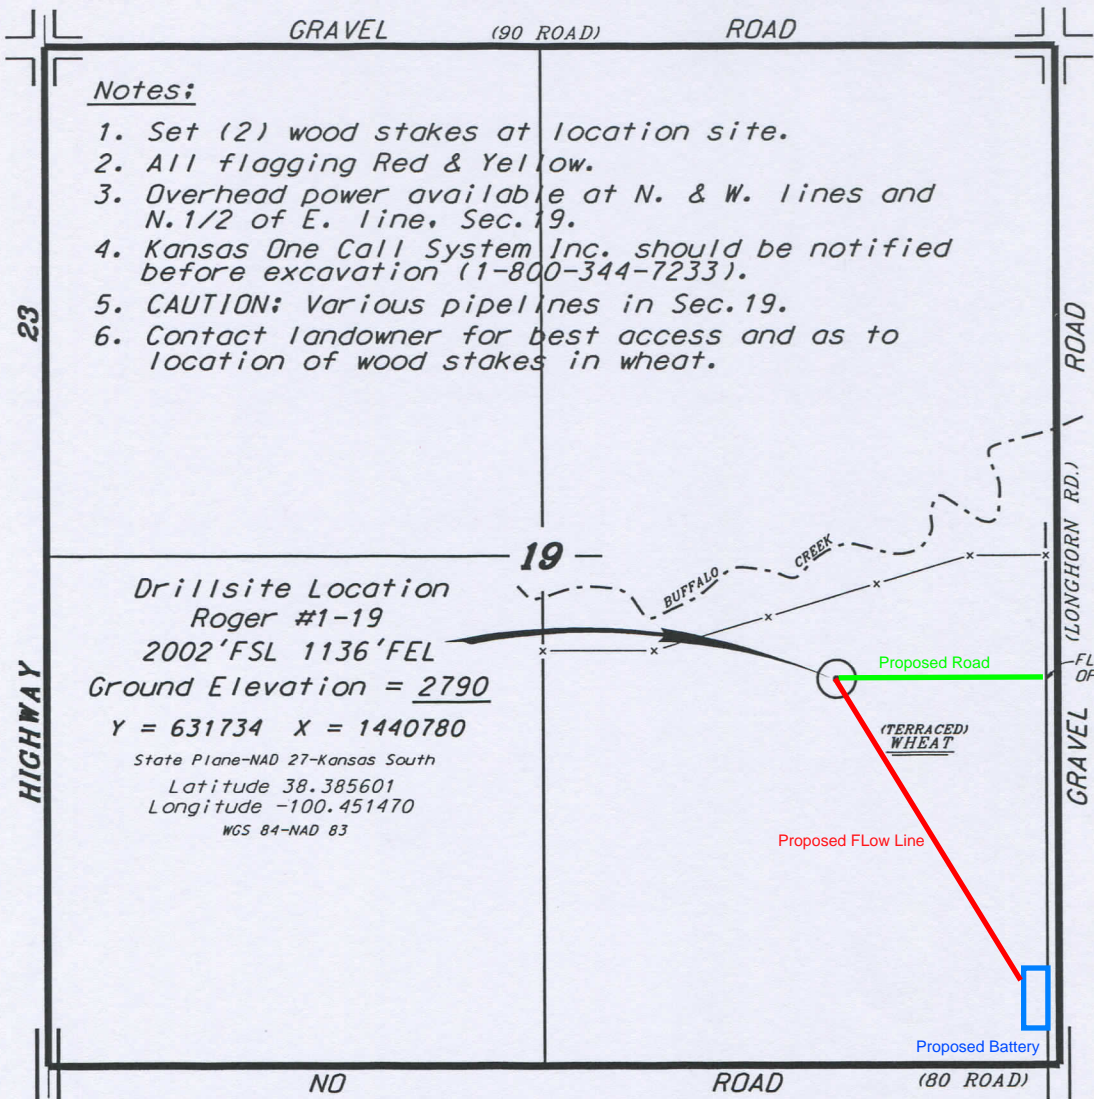 GRAVEL (90 ROAD) ROAD
Notes:
1. Set (2) wood stakes at location site.
2. All flagging Red & Yellow.
3. Overhead power available at N. & W. lines and
N.1/2 of E. line, Sec.19.
4. Kansas One Call System Inc. should be notified
before excavation (1-800-344-7233).
5. CAUTION: Various pipelines in Sec.19.
6. Contact landowner for best access and as to
location of wood stakes in wheat.
HIGHWAY 23
GRAVEL (LONGHORN RD.) ROAD
19
BUFFALO CREEK
Drillsite Location
Roger #1-19
2002'FSL 1136'FEL
Ground Elevation = 2790
Y = 631734 X = 1440780
State Plane-NAD 27-Kansas South
Latitude 38.385601
Longitude -100.451470
WGS 84-NAD 83
Proposed Road
(TERRACED)
WHEAT
Proposed FLow Line
Proposed Battery
NO ROAD (80 ROAD)